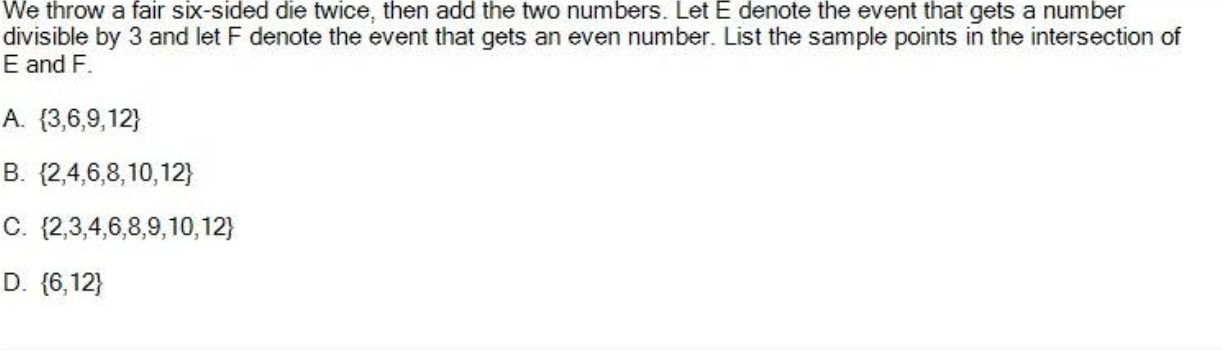 We throw a fair six-sided die twice, then add the two numbers. Let E denote the event that gets a number
divisible by 3 and let F denote the event that gets an even number. List the sample points in the intersection of
E and F.
A. {3,6,9,12}
B. {2,4,6,8,10,12}
C. {2,3,4,6,8,9,10,12}
D. {6,12}